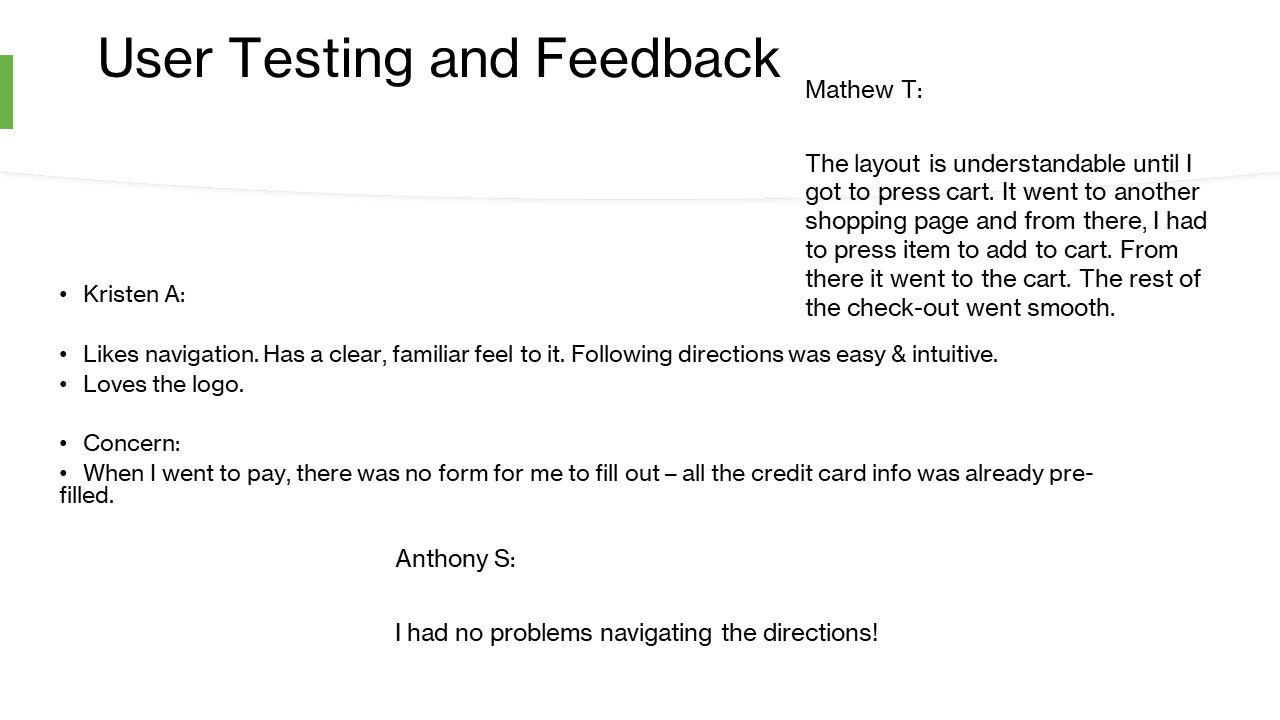 User Testing and Feedback
Mathew T:
The layout is understandable until I
got to press cart. It went to another
shopping page and from there, I had
to press item to add to cart. From
there it went to the cart. The rest of
the check-out went smooth.
• Kristen A:
• Likes navigation. Has a clear, familiar feel to it. Following directions was easy & intuitive.
• Loves the logo.
• Concern:
• When I went to pay, there was no form for me to fill out – all the credit card info was already pre-
filled.
Anthony S:
I had no problems navigating the directions!